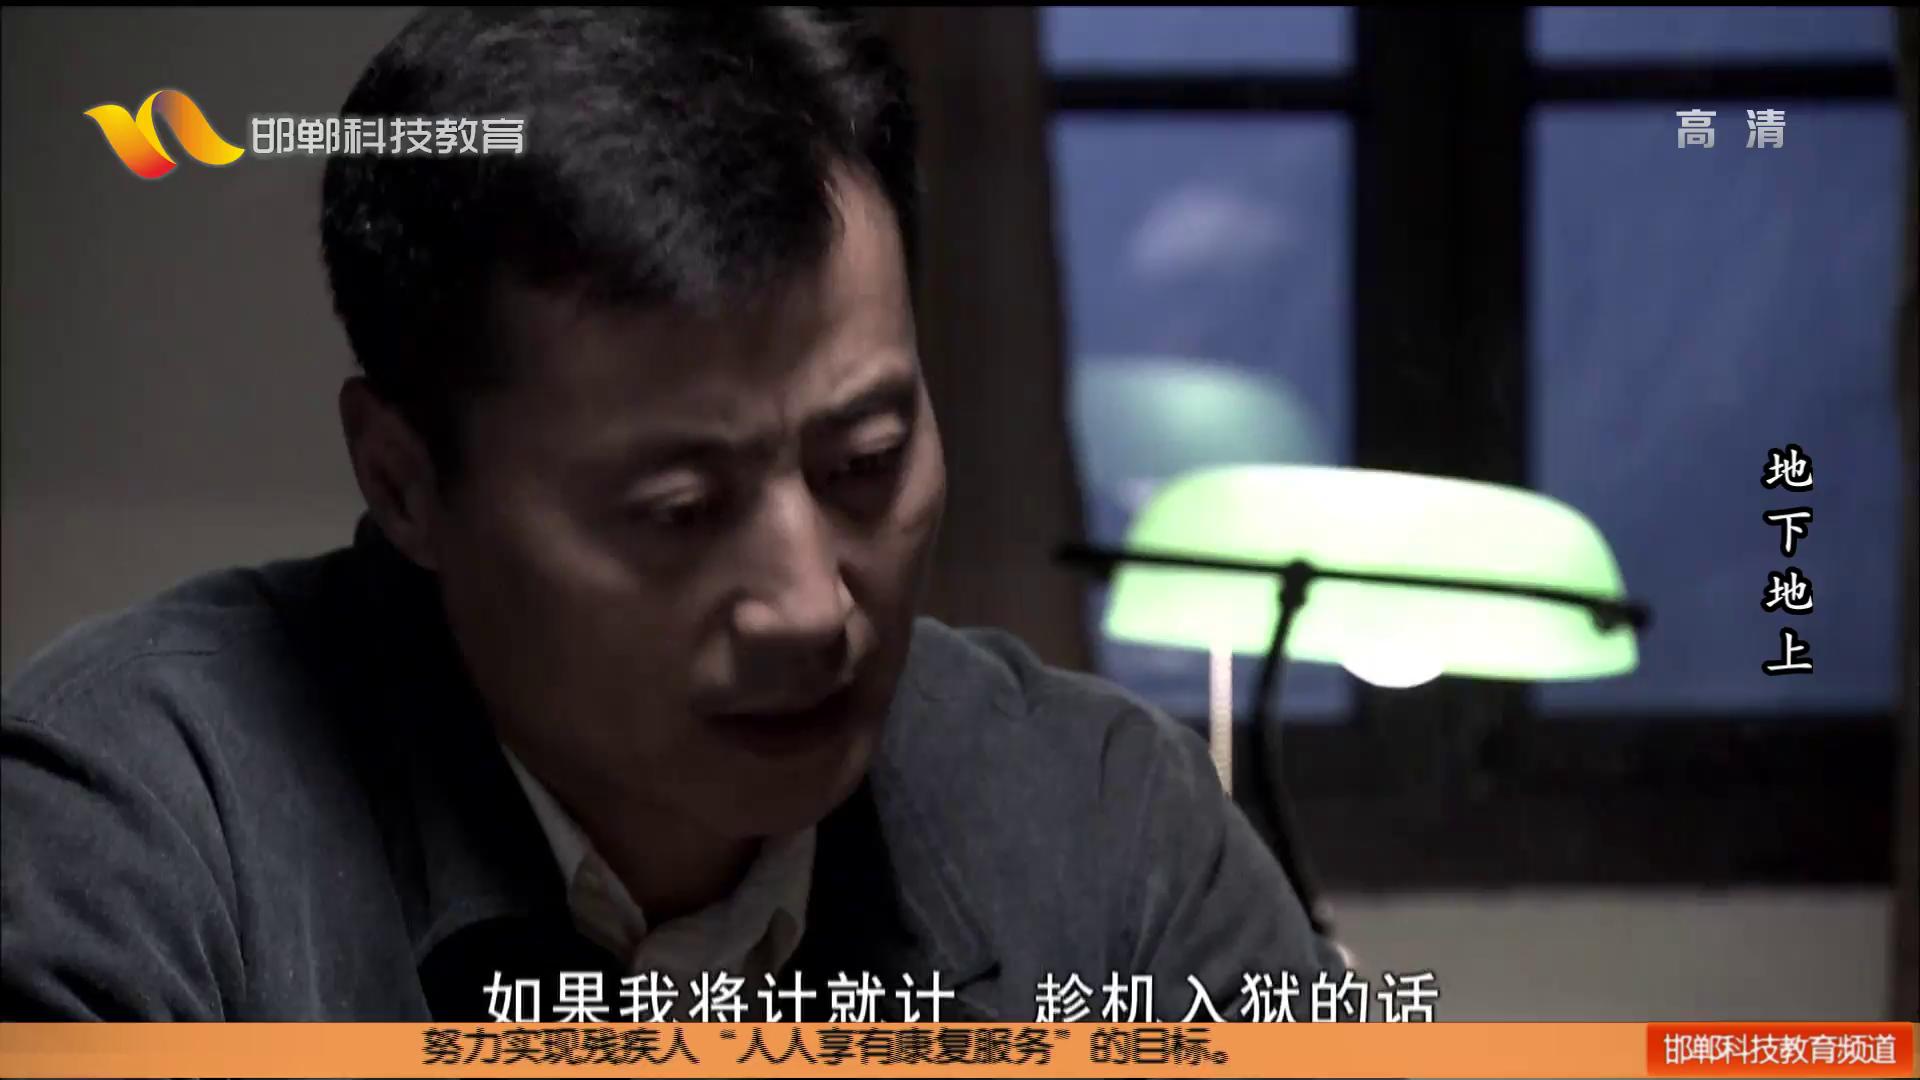 邯郸科技教育
高 清
地下地上
如果我将计就计 趁机入狱的话
努力实现残疾人“人人享有康复服务”的目标。
邯郸科技教育频道